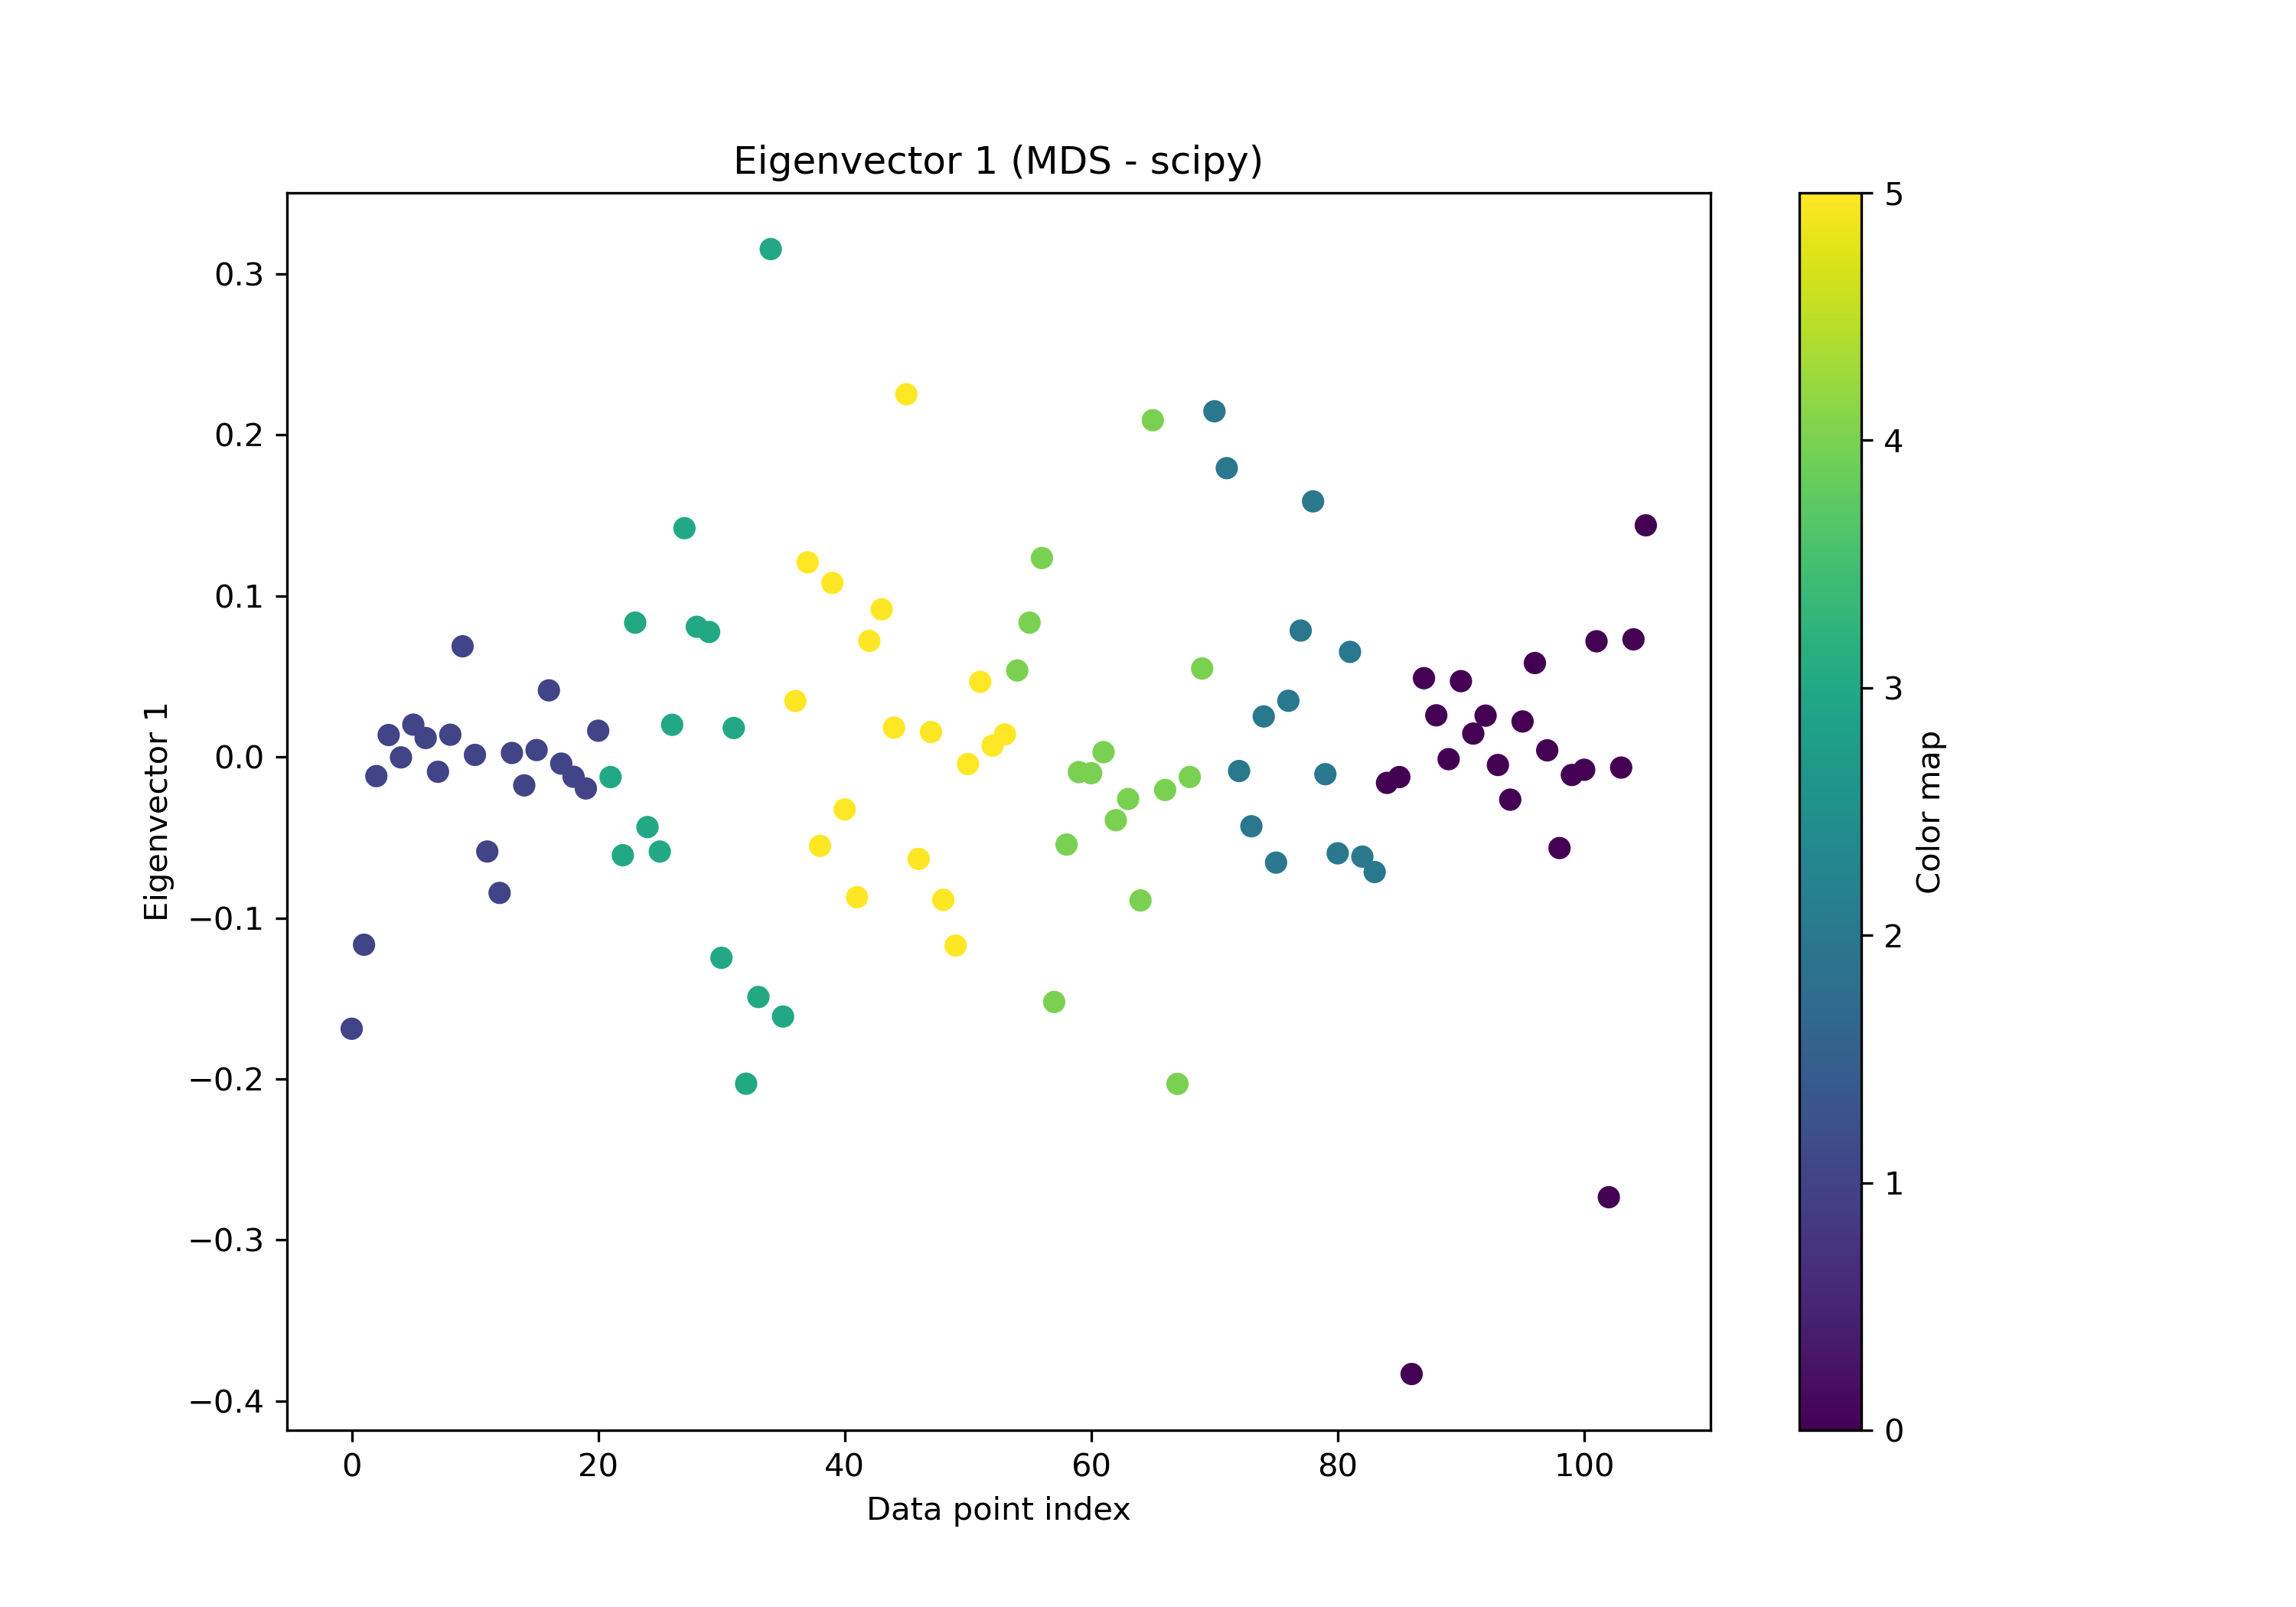 Eigenvector 1 (MDS - scipy)
Eigenvector 1
0.3
0.2
0.1
0.0
−0.1
−0.2
−0.3
−0.4
0 20 40 60 80 100
Data point index
5
4
3
2
1
0
Color map